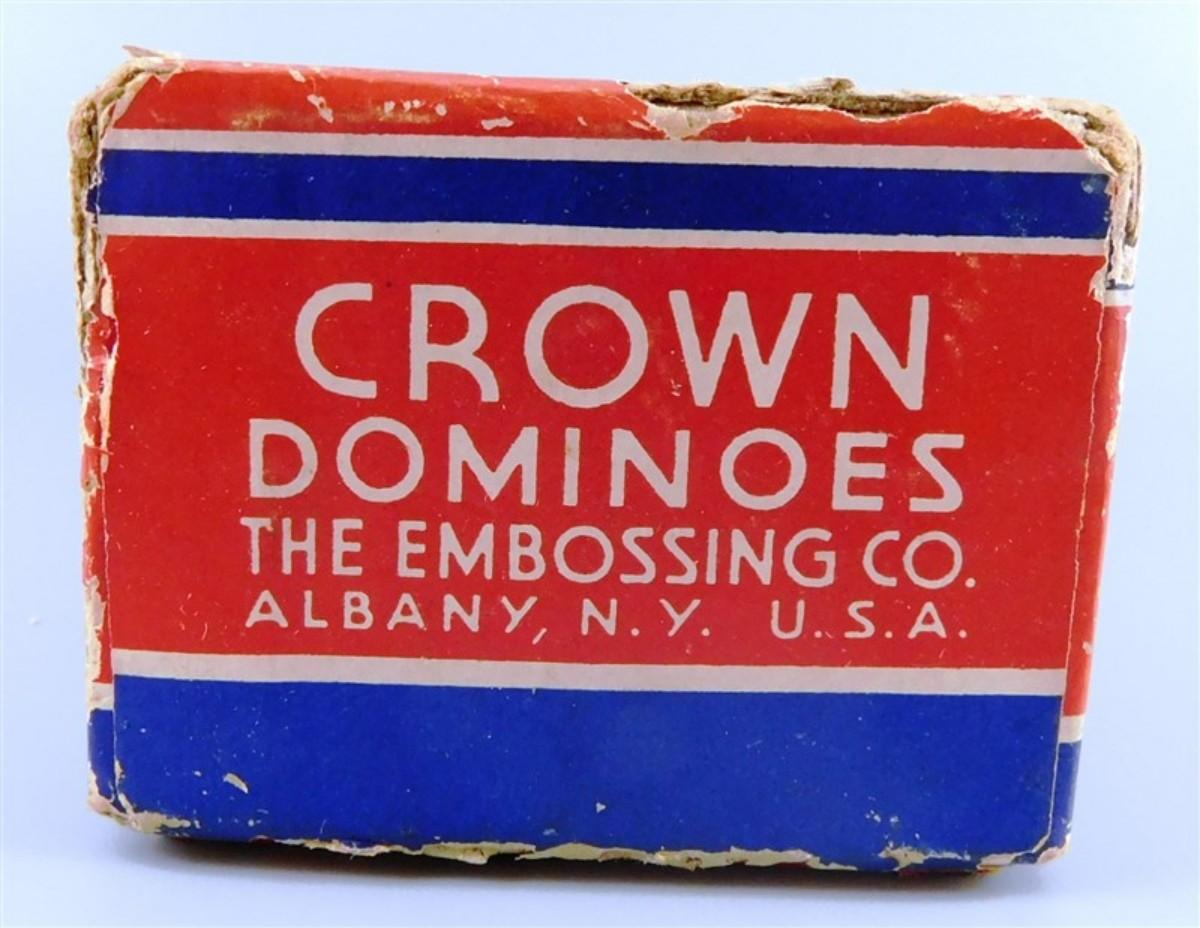 CROWN
DOMINOES
THE EMBOSSING CO.
ALBANY, N.Y. U.S.A.